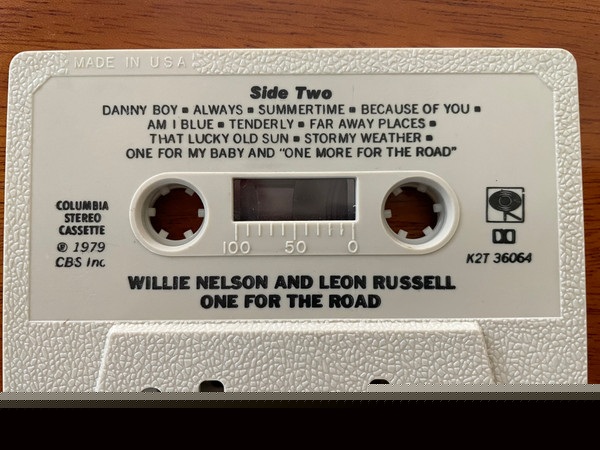 MADE IN U S A
Side Two
DANNY BOY ▪ ALWAYS ▪ SUMMERTIME ▪ BECAUSE OF YOU ▪
AM I BLUE ▪ TENDERLY ▪ FAR AWAY PLACES ▪
THAT LUCKY OLD SUN ▪ STORMY WEATHER ▪
ONE FOR MY BABY AND "ONE MORE FOR THE ROAD"
COLUMBIA
STEREO
CASSETTE
℗ 1979
CBS Inc
100 50 0
K2T 36064
WILLIE NELSON AND LEON RUSSELL
ONE FOR THE ROAD